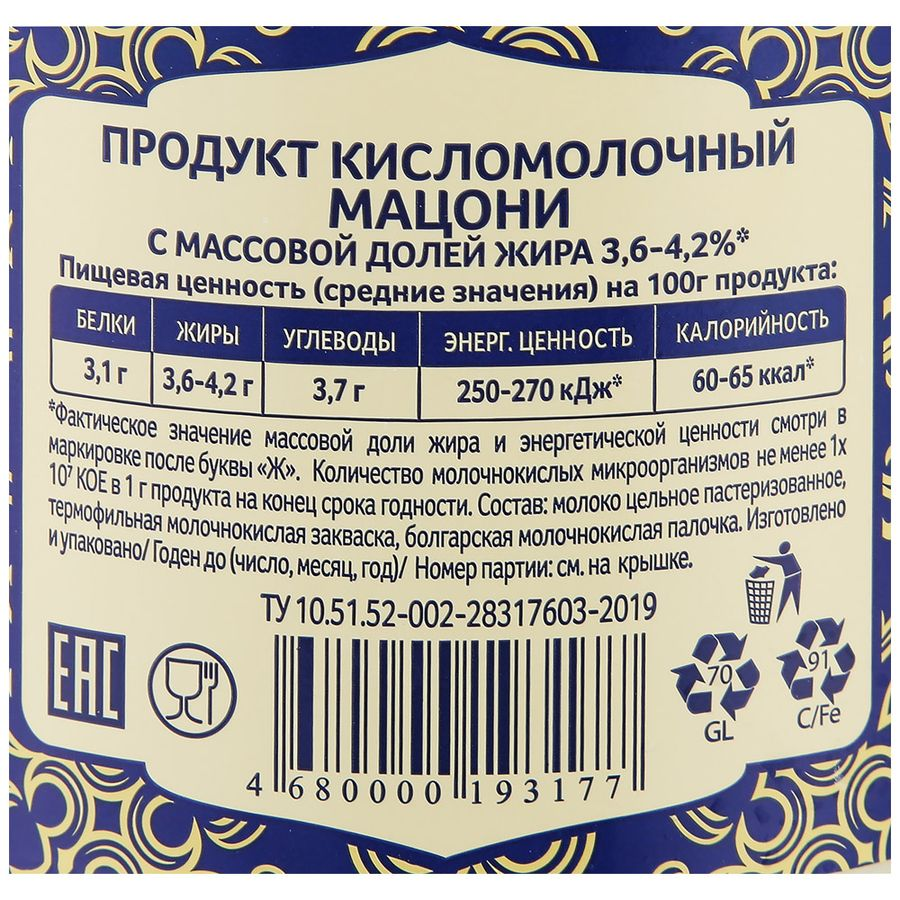 ПРОДУКТ КИСЛОМОЛОЧНЫЙ
МАЦОНИ
С МАССОВОЙ ДОЛЕЙ ЖИРА 3,6-4,2%*
Пищевая ценность (средние значения) на 100г продукта:
БЕЛКИ ЖИРЫ УГЛЕВОДЫ ЭНЕРГ. ЦЕННОСТЬ КАЛОРИЙНОСТЬ
3,1 г 3,6-4,2 г 3,7 г 250-270 кДж* 60-65 ккал*
*Фактическое значение массовой доли жира и энергетической ценности смотри в
маркировке после буквы «Ж». Количество молочнокислых микроорганизмов не менее 1х
10⁷ КОЕ в 1 г продукта на конец срока годности. Состав: молоко цельное пастеризованное,
термофильная молочнокислая закваска, болгарская молочнокислая палочка. Изготовлено
и упаковано/ Годен до (число, месяц, год)/ Номер партии: см. на крышке.
ТУ 10.51.52-002-28317603-2019
EAC
70
GL
91
C/Fe
4 680000 193177